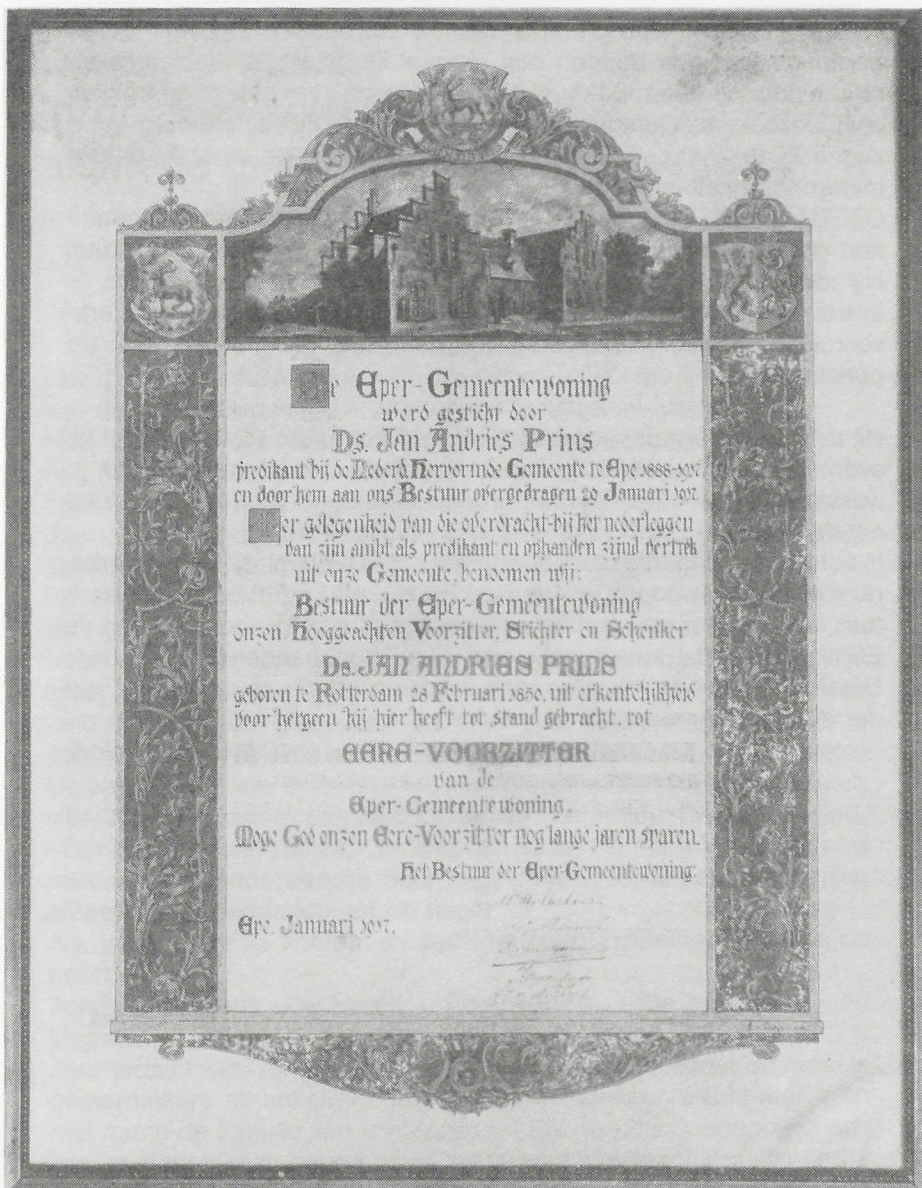 De Eper-Gemeentewoning
werd gesticht door
Ds. Jan Andries Prins
predikant bij de Nederd. Hervormde Gemeente te Epe 1888-1917
en door hem aan ons Bestuur overgedragen 29 Januari 1917.
Ter gelegenheid van die overdracht bij het nederleggen
van zijn ambt als predikant en ophanden zijnd vertrek
uit onze Gemeente, benoemen wij:
Bestuur der Eper-Gemeentewoning
onzen Hooggeachten Voorzitter, Stichter en Schenker
Ds. JAN ANDRIES PRINS
geboren te Rotterdam 28 Februari 1850, uit erkentelijkheid
voor hetgeen hij hier heeft tot stand gebracht, tot
EERE-VOORZITTER
van de
Eper-Gemeentewoning.
Moge God onzen Eere-Voorzitter nog lange jaren sparen.
Het Bestuur der Eper-Gemeentewoning:
Epe, Januari 1917.